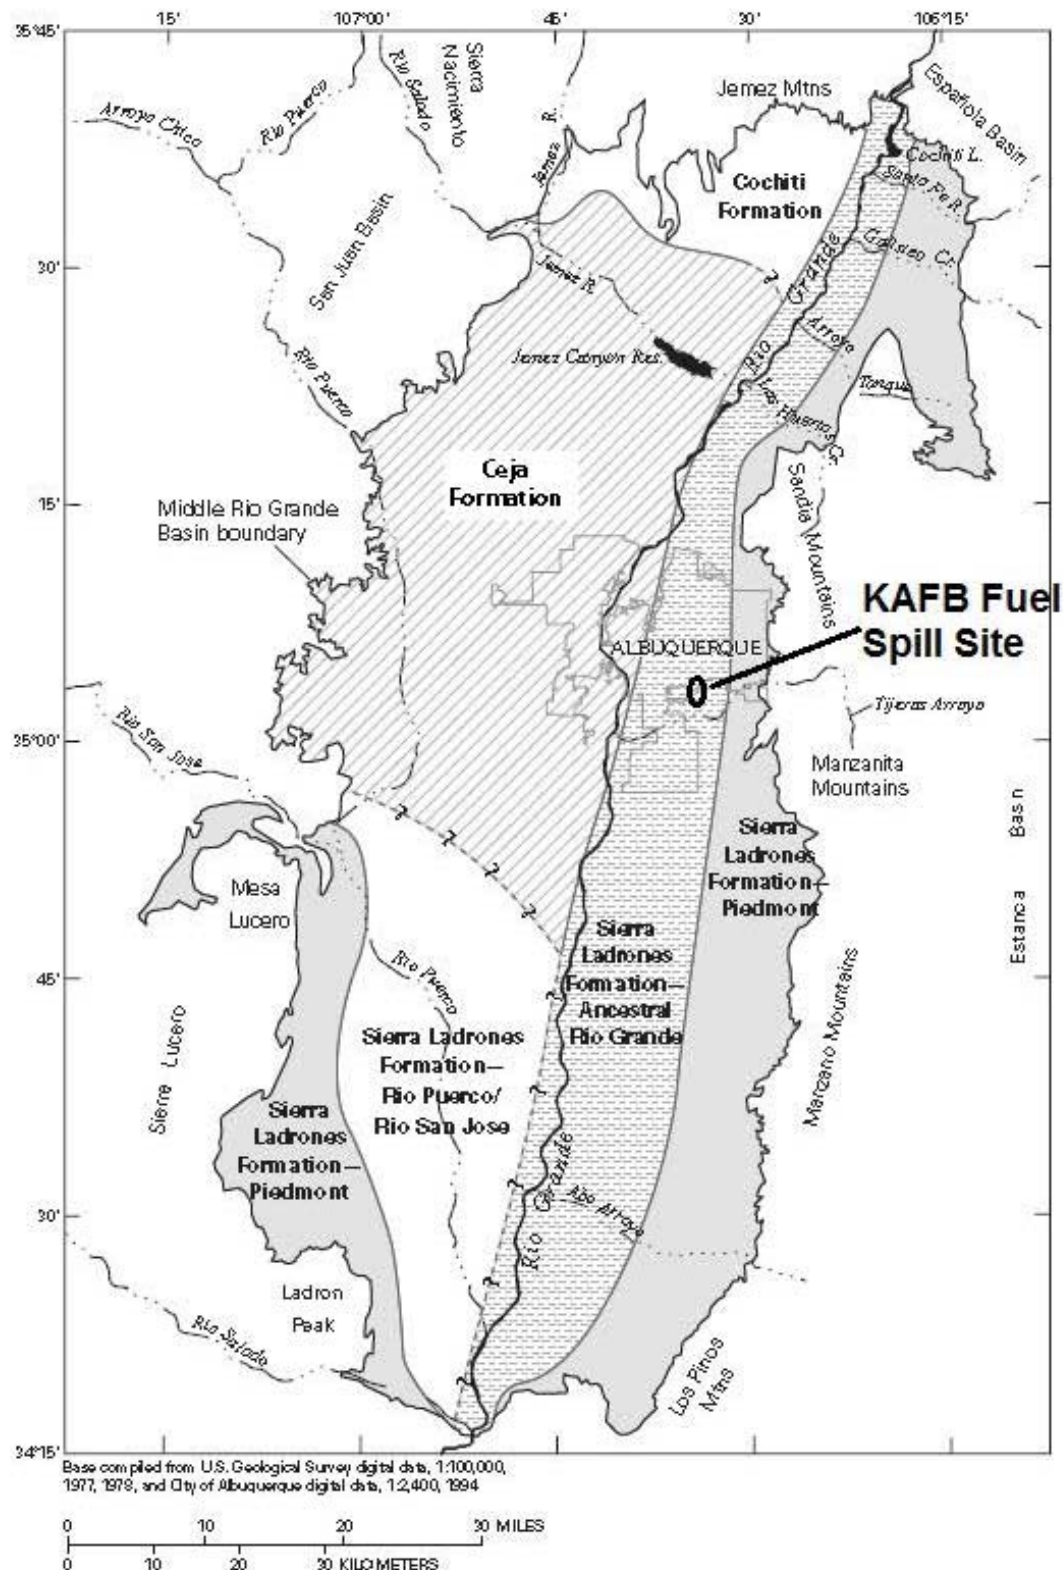 15'
107°00'
45'
30'
106°15'
35°45'
Sierra
Nacimiento
Rio Salado
Rio Puerco
Arroyo Chico
Jemez R.
Jemez Mtns
Española Basin
Cochiti L.
Santa Fe R.
Cochiti
Formation
Galisteo Cr.
San Juan Basin
30'
Jemez R.
?
Rio Grande
Arroyo
Tonque
Jemez Canyon Res.
Rio Puerco
Las Huertas Cr.
Ceja
Formation
15'
Middle Rio Grande
Basin boundary
Sandia Mountains
KAFB Fuel
Spill Site
ALBUQUERQUE
Tijeras Arroyo
35°00'
Rio San Jose
Manzanita
Mountains
? ? ? ?
Sierra
Ladrones
Formation—
Piedmont
Estanca Basin
Mesa
Lucero
Sierra
Ladrones
Formation—
Ancestral
Rio Grande
Rio Puerco
45'
?
Sierra Lucero
Sierra Ladrones
Formation—
Rio Puerco/
Rio San Jose
Manzano Mountains
?
Sierra
Ladrones
Formation—
Piedmont
?
Rio Grande
Abo Arroyo
30'
?
Ladron
Peak
Rio Salado
?
Los Pinos
Mtns
34°15'
Base compiled from U.S. Geological Survey digital data, 1:100,000,
1977, 1978, and City of Albuquerque digital data, 1:2,400, 1994
0 10 20 30 MILES
0 10 20 30 KILOMETERS